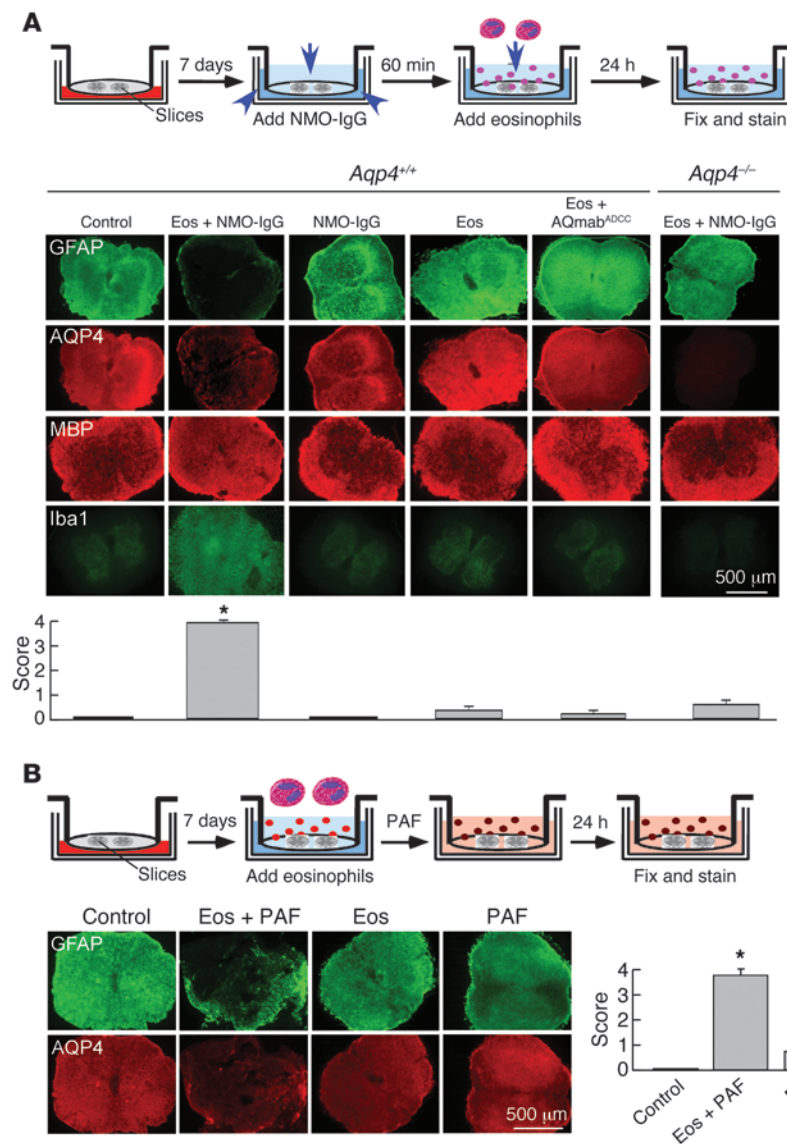 A
7 days
60 min
24 h
Slices
Add NMO-IgG
Add eosinophils
Fix and stain
Aqp4+/+
Aqp4–/–
Control
Eos + NMO-IgG
NMO-IgG
Eos
Eos +
AQmabADCC
Eos + NMO-IgG
GFAP
AQP4
MBP
Iba1
500 μm
Score
4
3
2
1
0
*
B
7 days
PAF
24 h
Slices
Add eosinophils
Fix and stain
Control
Eos + PAF
Eos
PAF
GFAP
AQP4
500 μm
Score
4
3
2
1
0
*
Control
Eos + PAF